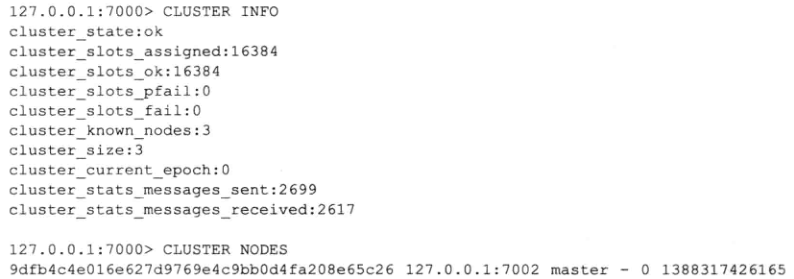 127.0.0.1:7000> CLUSTER INFO
cluster_state:ok
cluster_slots_assigned:16384
cluster_slots_ok:16384
cluster_slots_pfail:0
cluster_slots_fail:0
cluster_known_nodes:3
cluster_size:3
cluster_current_epoch:0
cluster_stats_messages_sent:2699
cluster_stats_messages_received:2617
127.0.0.1:7000> CLUSTER NODES
9dfb4c4e016e627d9769e4c9bb0d4fa208e65c26 127.0.0.1:7002 master - 0 1388317426165